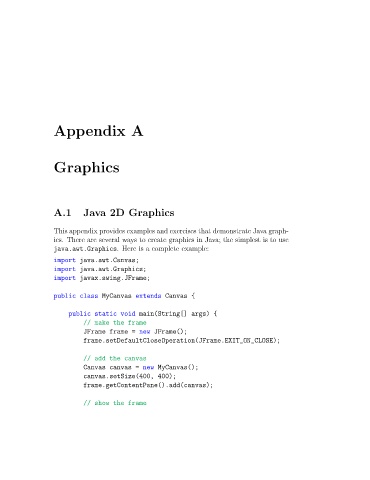 Appendix A
Graphics
A.1 Java 2D Graphics
This appendix provides examples and exercises that demonstrate Java graph-
ics. There are several ways to create graphics in Java; the simplest is to use
java.awt.Graphics. Here is a complete example:
import java.awt.Canvas;
import java.awt.Graphics;
import javax.swing.JFrame;
public class MyCanvas extends Canvas {
public static void main(String[] args) {
// make the frame
JFrame frame = new JFrame();
frame.setDefaultCloseOperation(JFrame.EXIT_ON_CLOSE);
// add the canvas
Canvas canvas = new MyCanvas();
canvas.setSize(400, 400);
frame.getContentPane().add(canvas);
// show the frame